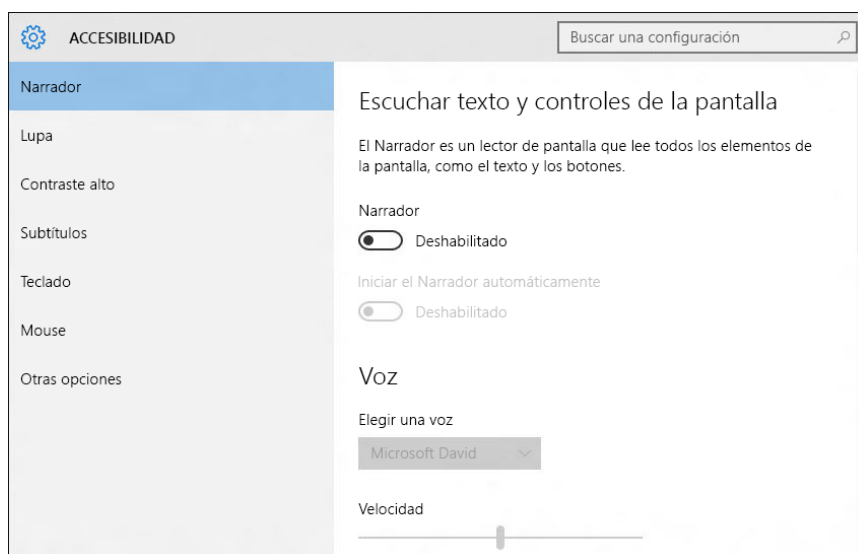 ACCESIBILIDAD
Buscar una configuración
Narrador
Lupa
Contraste alto
Subtítulos
Teclado
Mouse
Otras opciones
Escuchar texto y controles de la pantalla
El Narrador es un lector de pantalla que lee todos los elementos de
la pantalla, como el texto y los botones.
Narrador
Deshabilitado
Iniciar el Narrador automáticamente
Deshabilitado
Voz
Elegir una voz
Microsoft David
Velocidad